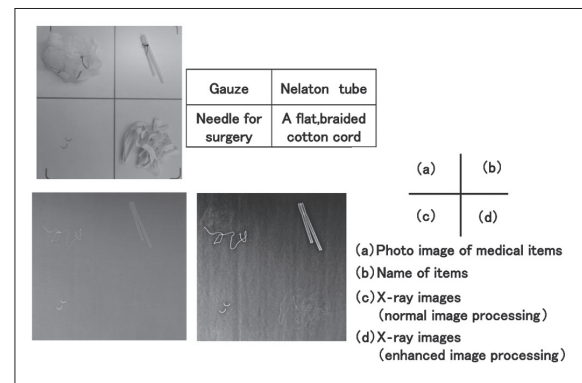 Gauze
Nelaton tube
Needle for
surgery
A flat,braided
cotton cord
(a)
(b)
(c)
(d)
(a)Photo image of medical items
(b)Name of items
(c)X-ray images
(normal image processing)
(d)X-ray images
(enhanced image processing)